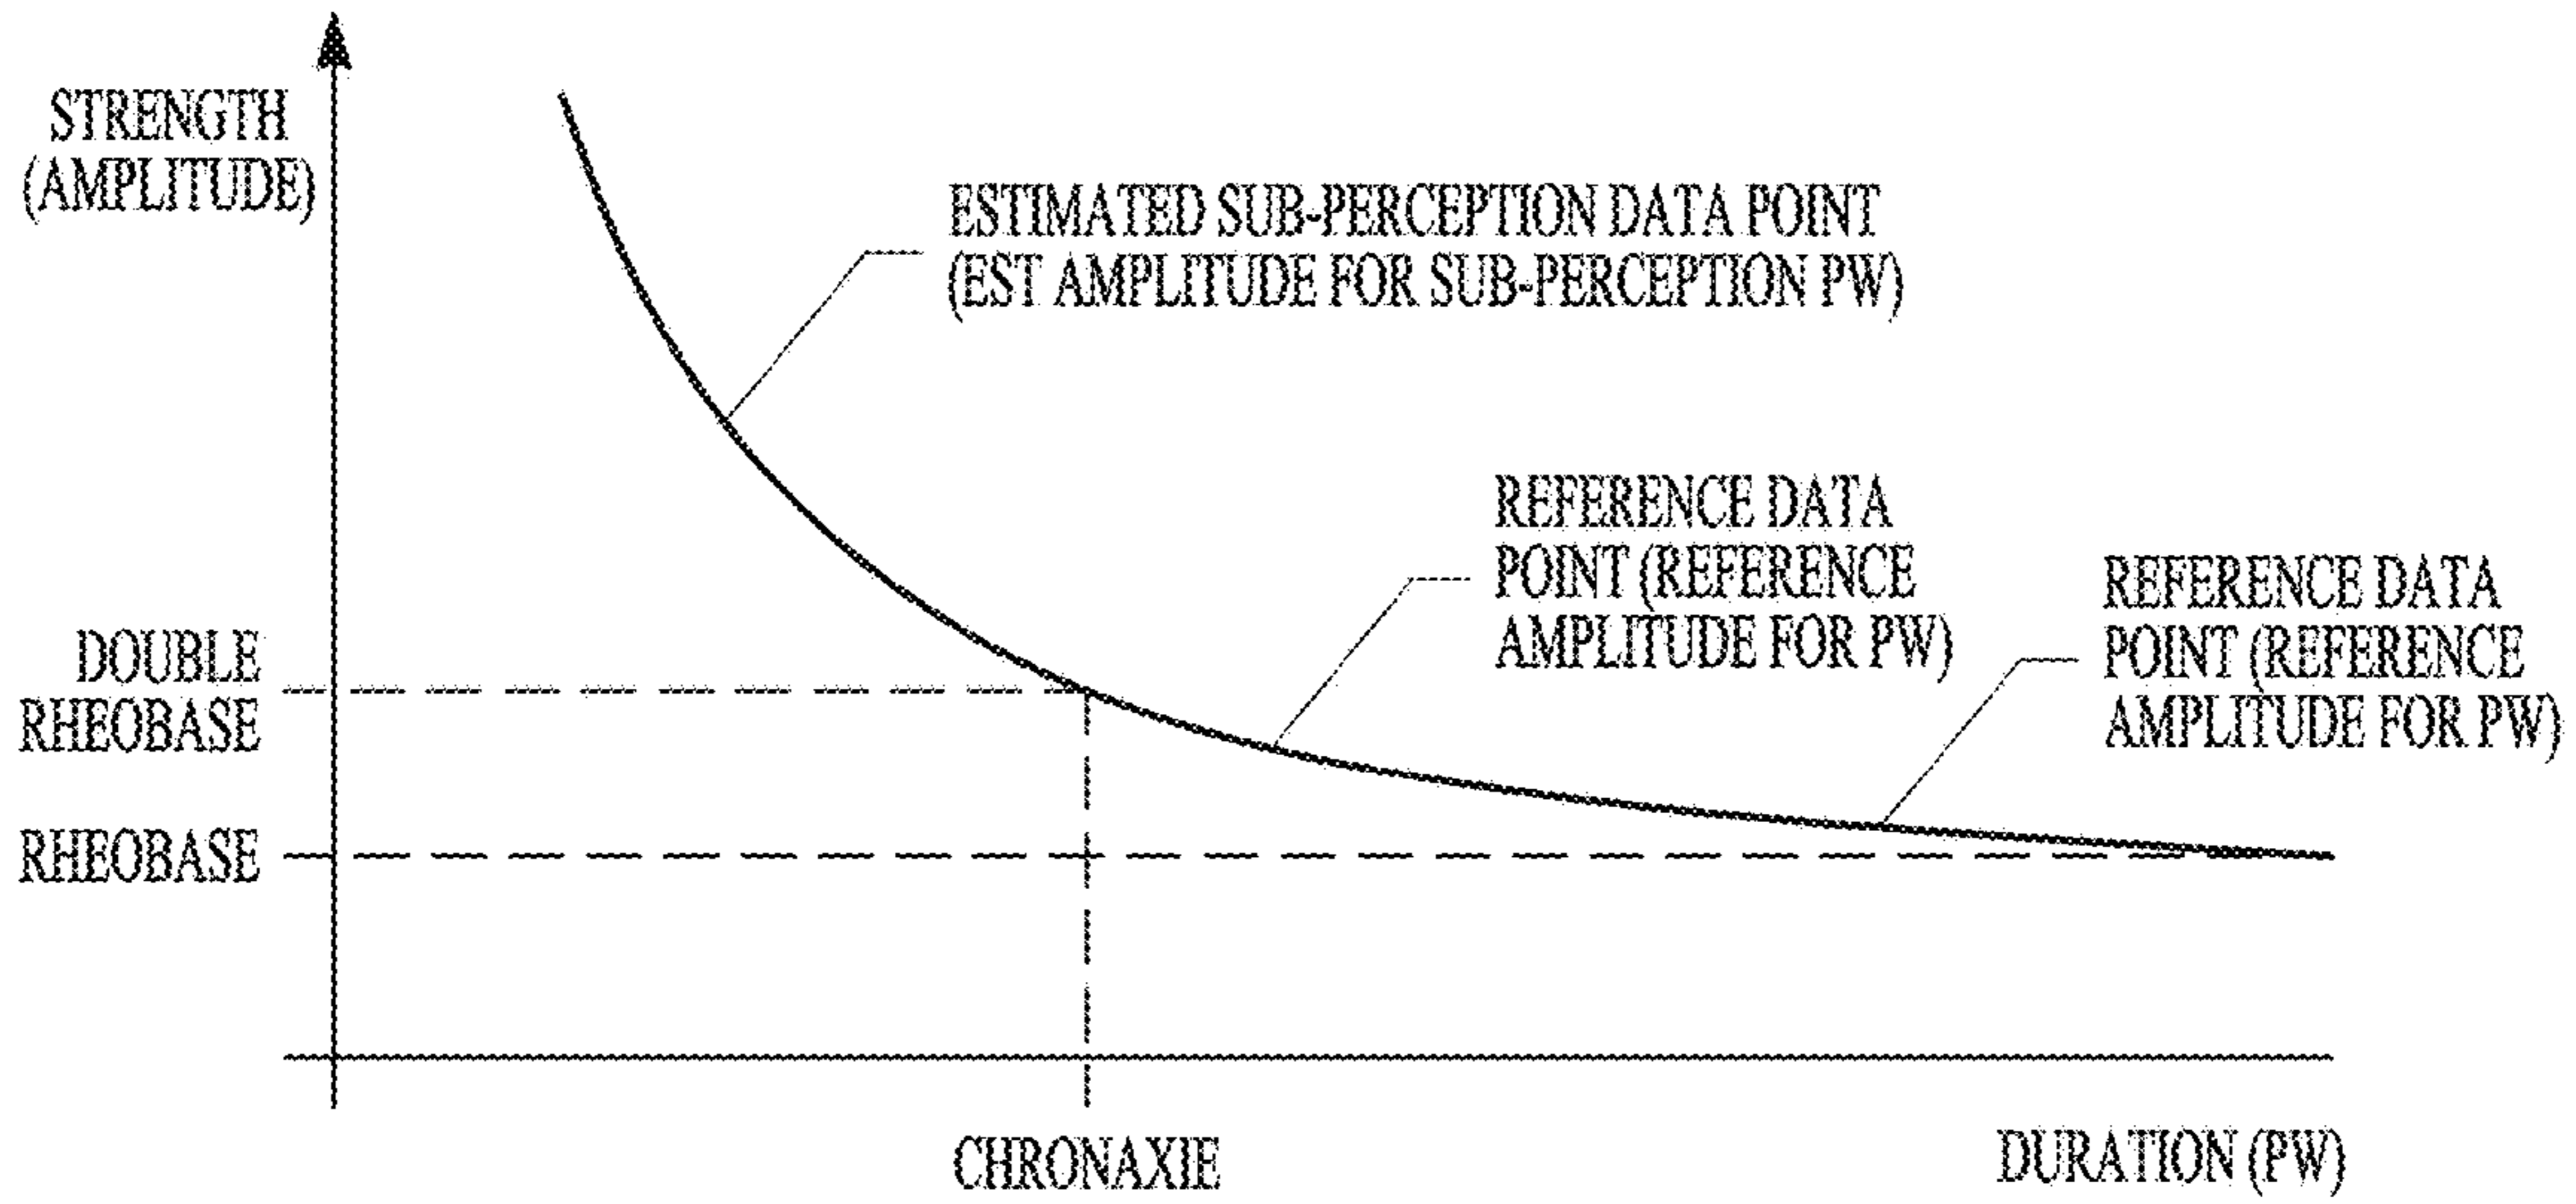 STRENGTH
(AMPLITUDE)
ESTIMATED SUB-PERCEPTION DATA POINT
(EST AMPLITUDE FOR SUB-PERCEPTION PW)
REFERENCE DATA
POINT (REFERENCE
AMPLITUDE FOR PW)
REFERENCE DATA
POINT (REFERENCE
AMPLITUDE FOR PW)
DOUBLE
RHEOBASE
RHEOBASE
CHRONAXIE
DURATION (PW)